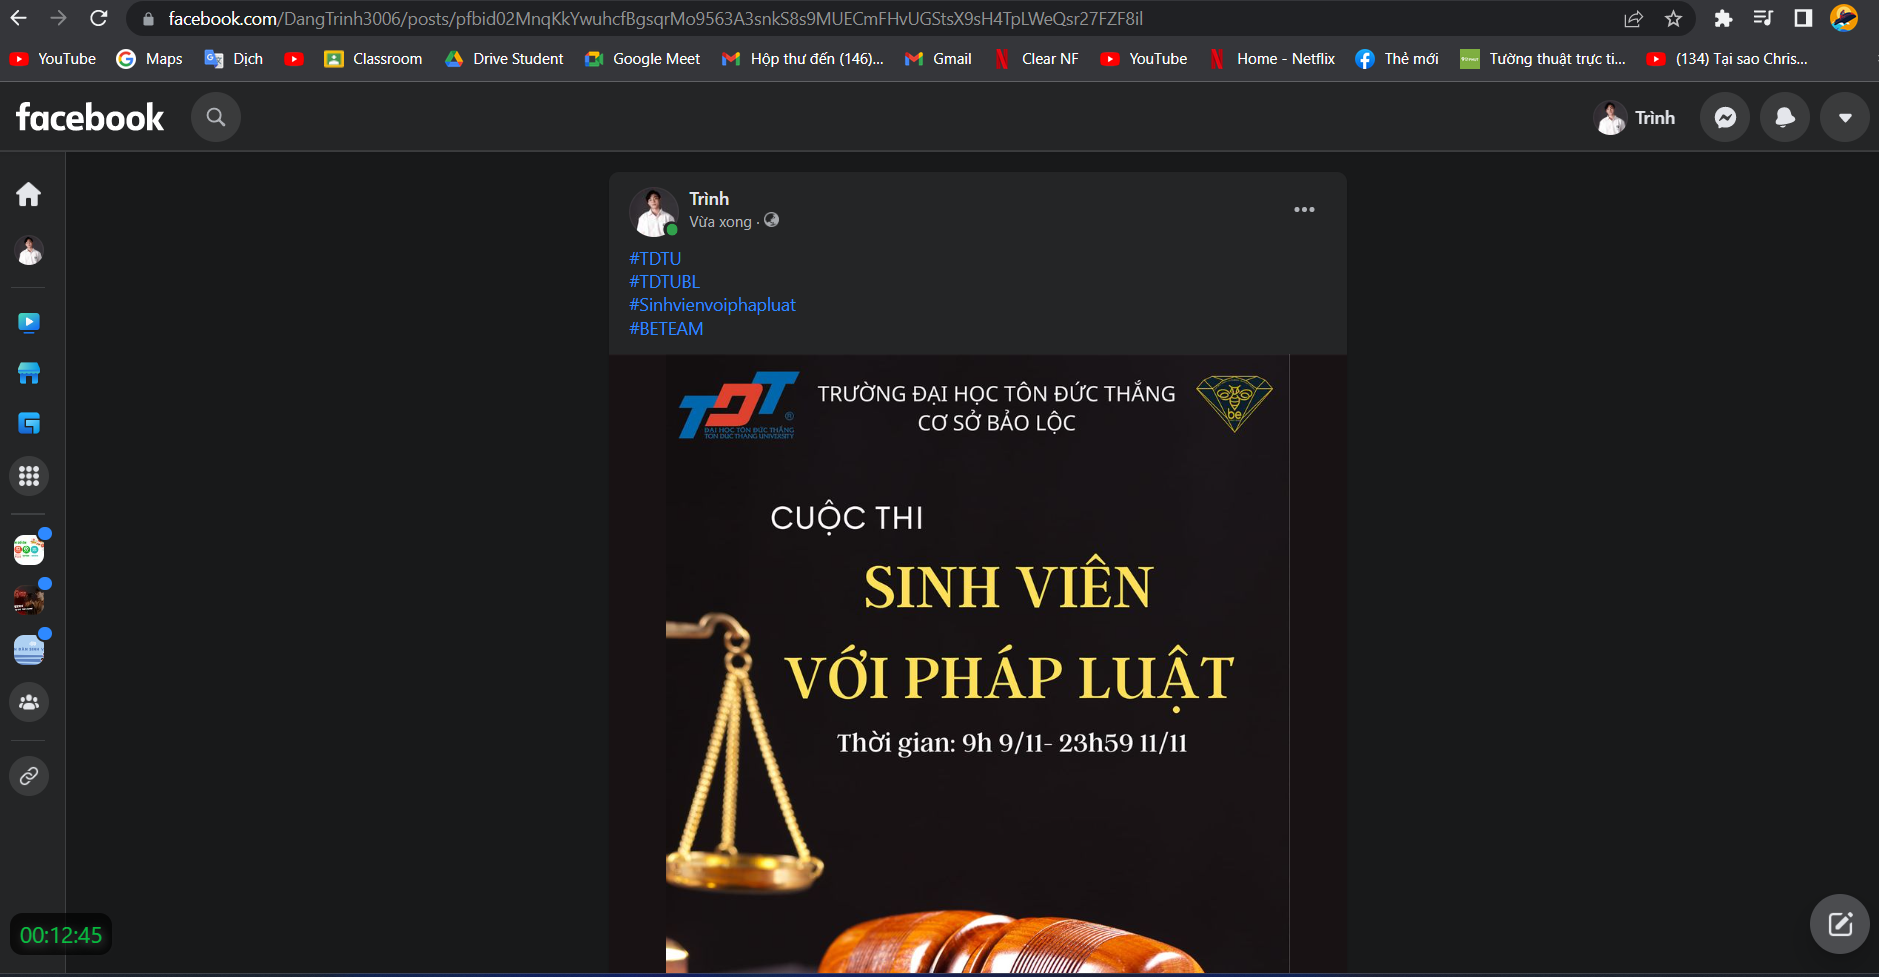 facebook.com/DangTrinh3006/posts/pfbid02MnqKkYwuhcfBgsqrMo9563A3snkS8s9MUECmFHvUGStsX9sH4TpLWeQsr27FZF8il
YouTube Maps Dịch Classroom Drive Student Google Meet Hộp thư đến (146)... Gmail Clear NF YouTube Home - Netflix Thẻ mới Tường thuật trực ti... (134) Tại sao Chris...
facebook
Trình
Trình
Vừa xong ·
#TDTU
#TDTUBL
#Sinhvienvoiphapluat
#BETEAM
TDT
ĐẠI HỌC TÔN ĐỨC THẮNG
TON DUC THANG UNIVERSITY
TRƯỜNG ĐẠI HỌC TÔN ĐỨC THẮNG
CƠ SỞ BẢO LỘC
be
CUỘC THI
SINH VIÊN
VỚI PHÁP LUẬT
Thời gian: 9h 9/11- 23h59 11/11
00:12:45